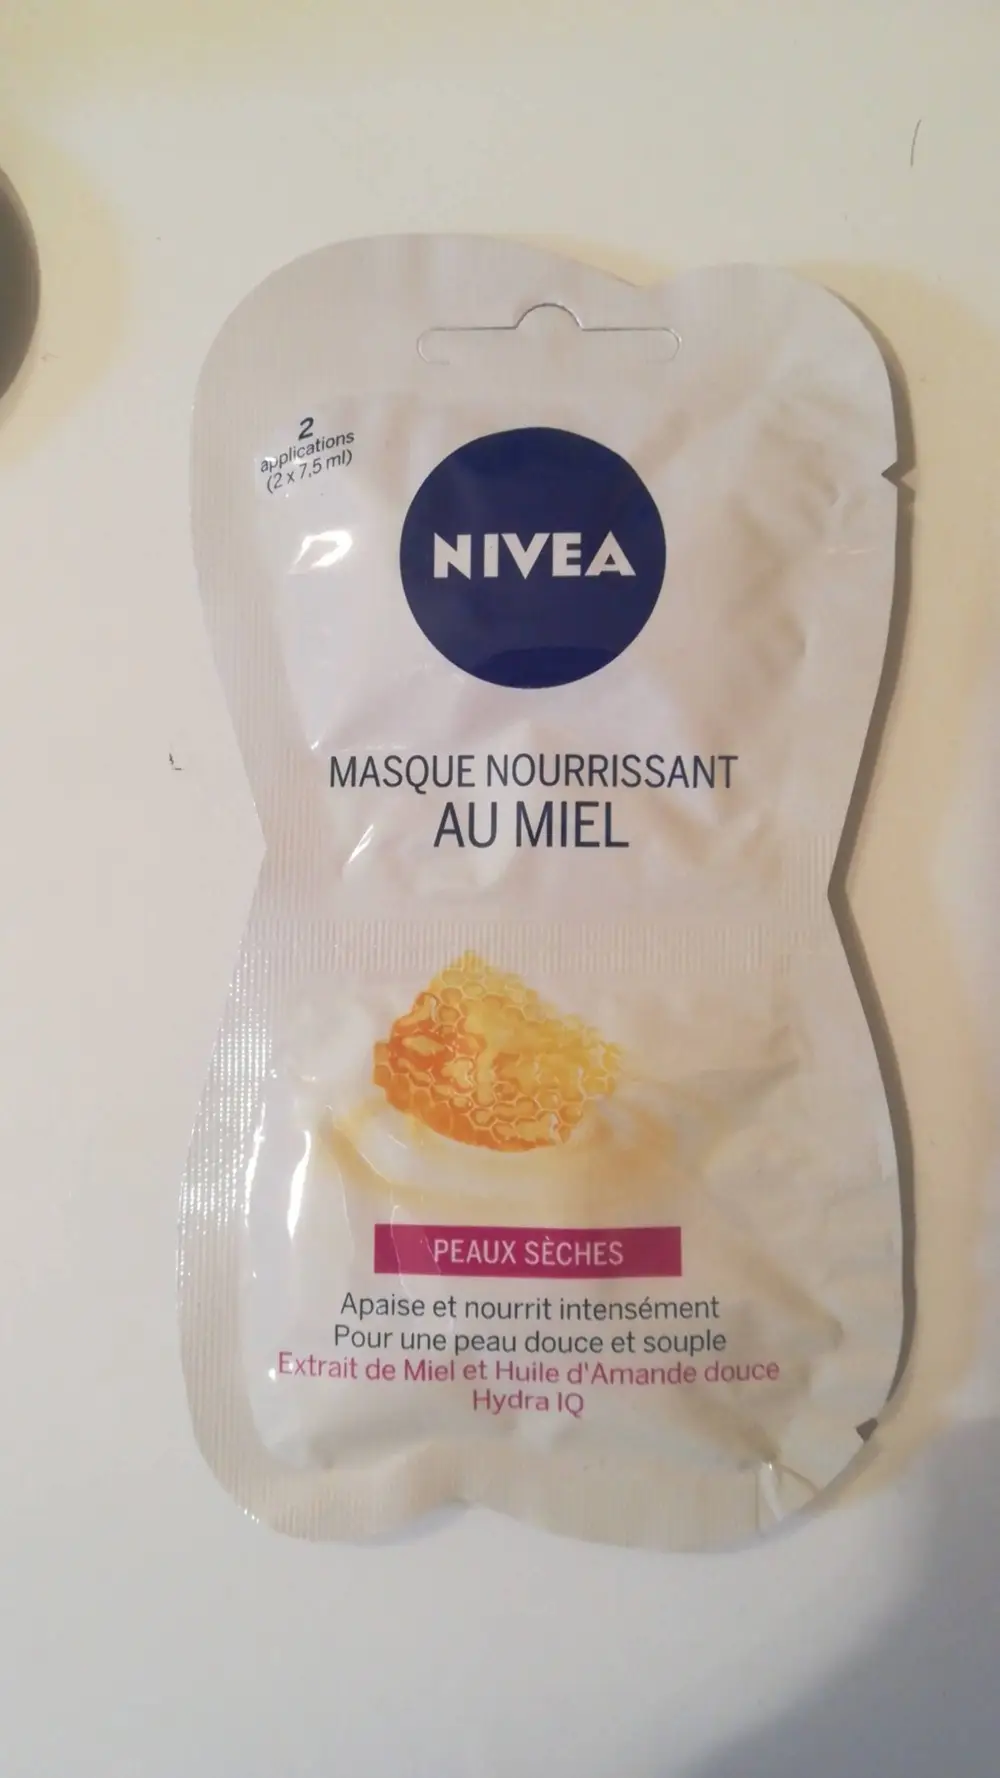 2
applications
(2 x 7,5 ml)
NIVEA
MASQUE NOURRISSANT
AU MIEL
PEAUX SÈCHES
Apaise et nourrit intensément
Pour une peau douce et souple
Extrait de Miel et Huile d'Amande douce
Hydra IQ